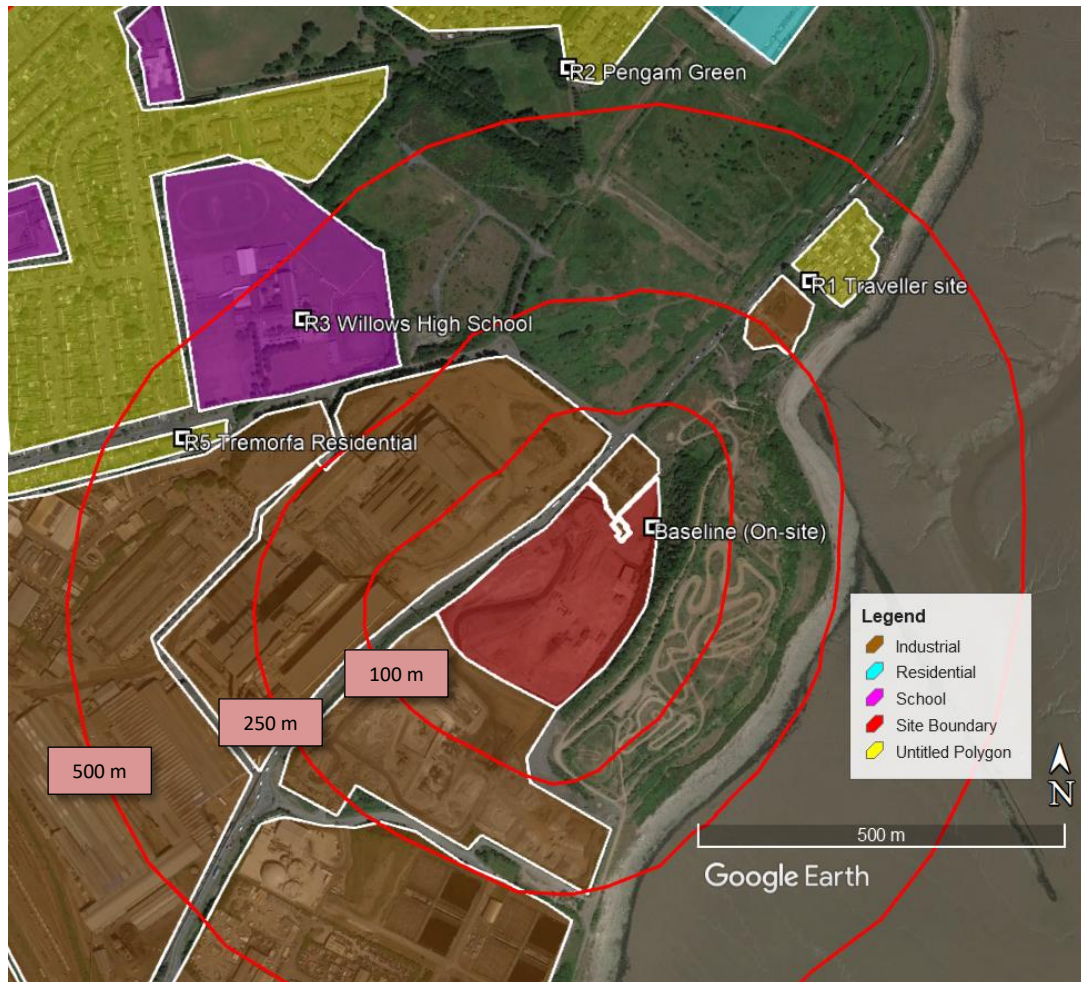 R2 Pengam Green
R1 Traveller site
R3 Willows High School
R5 Tremorfa Residential
Baseline (On-site)
100 m
250 m
500 m
Legend
Industrial
Residential
School
Site Boundary
Untitled Polygon
N
500 m
Google Earth